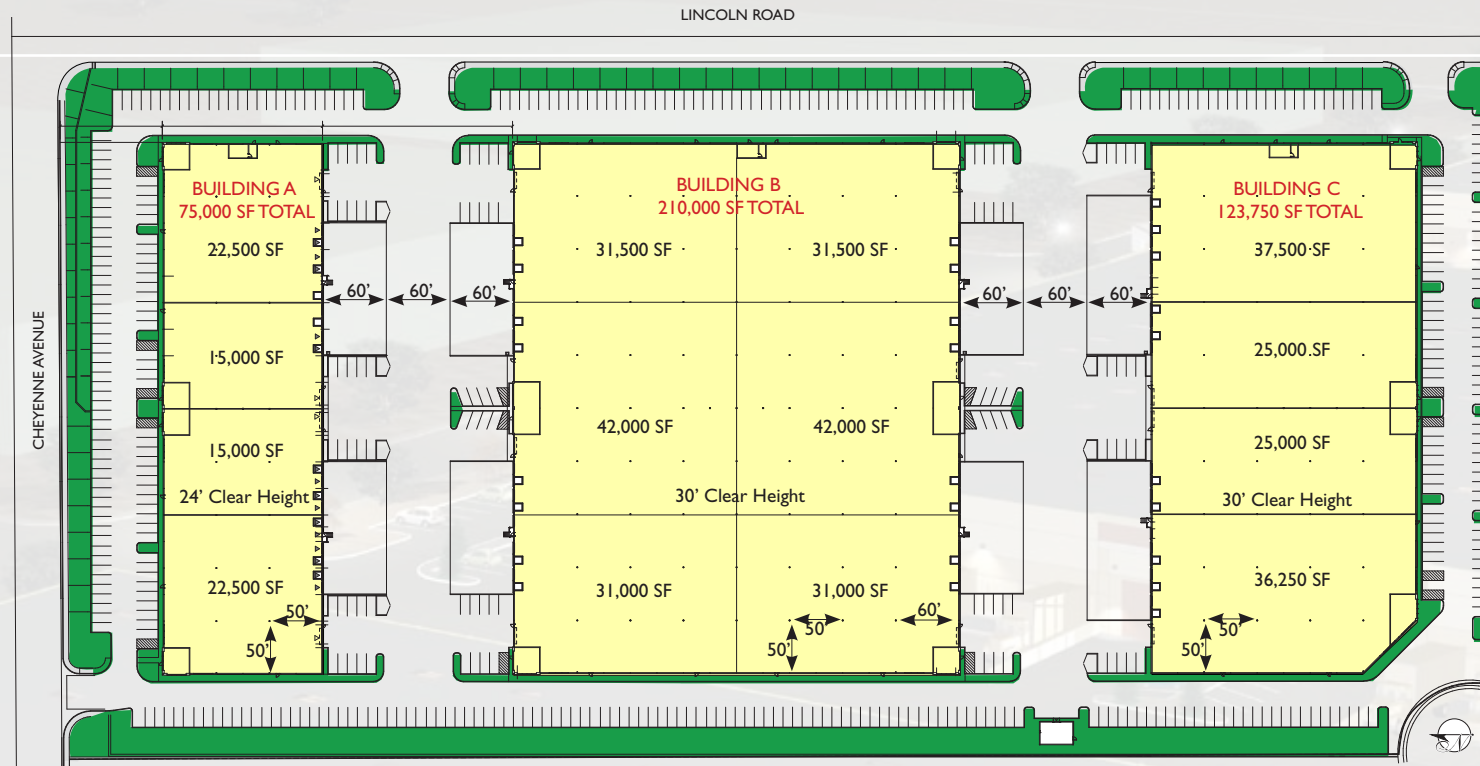 LINCOLN ROAD
CHEYENNE AVENUE
BUILDING A
75,000 SF TOTAL
22,500 SF
15,000 SF
15,000 SF
24' Clear Height
22,500 SF
50'
50'
60'
60'
60'
BUILDING B
210,000 SF TOTAL
31,500 SF
31,500 SF
42,000 SF
42,000 SF
30' Clear Height
31,000 SF
31,000 SF
60'
50'
50'
60'
60'
60'
BUILDING C
123,750 SF TOTAL
37,500 SF
25,000 SF
25,000 SF
30' Clear Height
36,250 SF
50'
50'